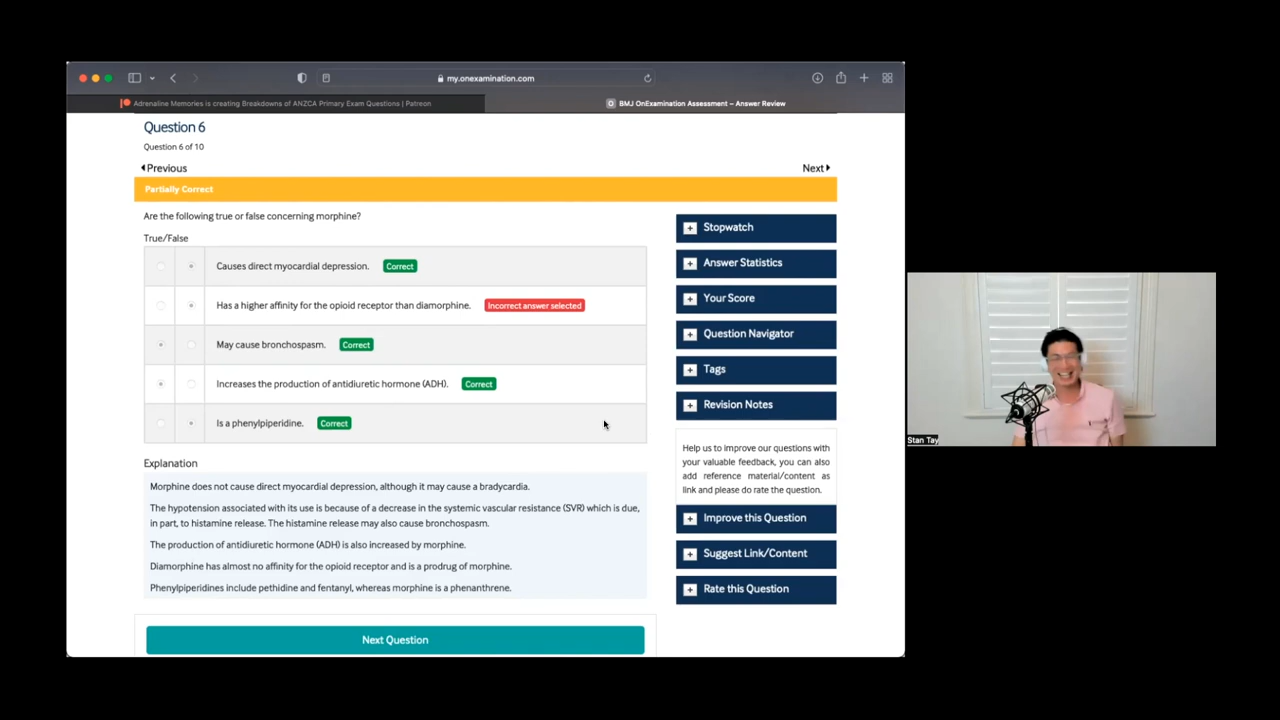 my.onexamination.com
Adrenaline Memories is creating Breakdowns of ANZCA Primary Exam Questions | Patreon
BMJ OnExamination Assessment – Answer Review
Question 6
Question 6 of 10
Previous
Next
Partially Correct
Are the following true or false concerning morphine?
True/False
Causes direct myocardial depression. Correct
Has a higher affinity for the opioid receptor than diamorphine. Incorrect answer selected
May cause bronchospasm. Correct
Increases the production of antidiuretic hormone (ADH). Correct
Is a phenylpiperidine. Correct
Explanation
Morphine does not cause direct myocardial depression, although it may cause a bradycardia.
The hypotension associated with its use is because of a decrease in the systemic vascular resistance (SVR) which is due,
in part, to histamine release. The histamine release may also cause bronchospasm.
The production of antidiuretic hormone (ADH) is also increased by morphine.
Diamorphine has almost no affinity for the opioid receptor and is a prodrug of morphine.
Phenylpiperidines include pethidine and fentanyl, whereas morphine is a phenanthrene.
Next Question
Stopwatch
Answer Statistics
Your Score
Question Navigator
Tags
Revision Notes
Help us to improve our questions with
your valuable feedback, you can also
add reference material/content as
link and please do rate the question.
Improve this Question
Suggest Link/Content
Rate this Question
Stan Tay